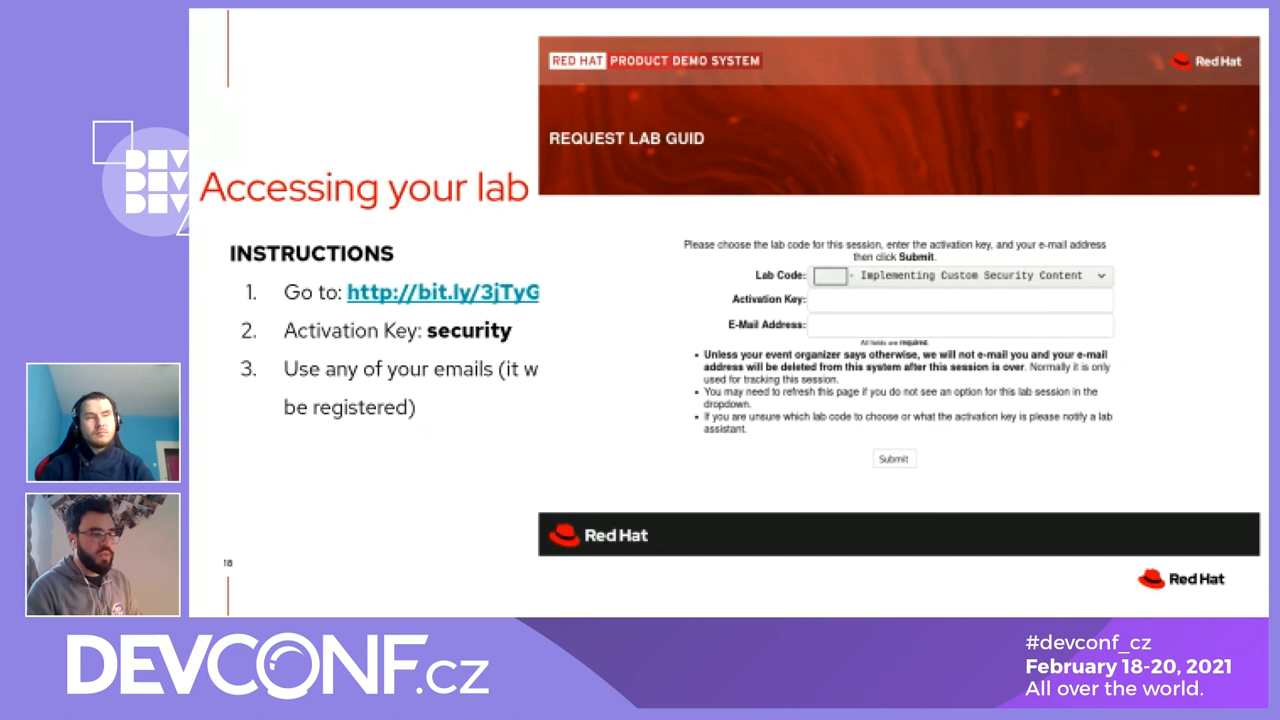 DEV
DEV
DEV
Accessing your lab
INSTRUCTIONS
1. Go to: http://bit.ly/3jTyG
2. Activation Key: security
3. Use any of your emails (it w
be registered)
18
RED HAT PRODUCT DEMO SYSTEM
Red Hat
REQUEST LAB GUID
Please choose the lab code for this session, enter the activation key, and your e-mail address
then click Submit.
Lab Code: - Implementing Custom Security Content
Activation Key:
E-Mail Address:
All fields are required.
• Unless your event organizer says otherwise, we will not e-mail you and your e-mail
address will be deleted from this system after this session is over. Normally it is only
used for tracking this session.
• You may need to refresh this page if you do not see an option for this lab session in the
dropdown.
• If you are unsure which lab code to choose or what the activation key is please notify a lab
assistant.
Submit
Red Hat
Red Hat
DEVCONF.cz
#devconf_cz
February 18-20, 2021
All over the world.